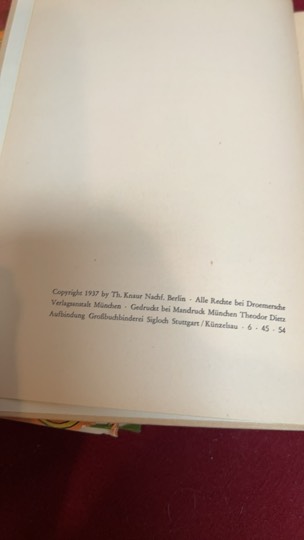 Copyright 1937 by Th. Knaur Nachf. Berlin · Alle Rechte bei Droemersche
Verlagsanstalt München · Gedruckt bei Mandruck München Theodor Dietz
Aufbindung Großbuchbinderei Sigloch Stuttgart/Künzelsau · 6 · 45 · 54